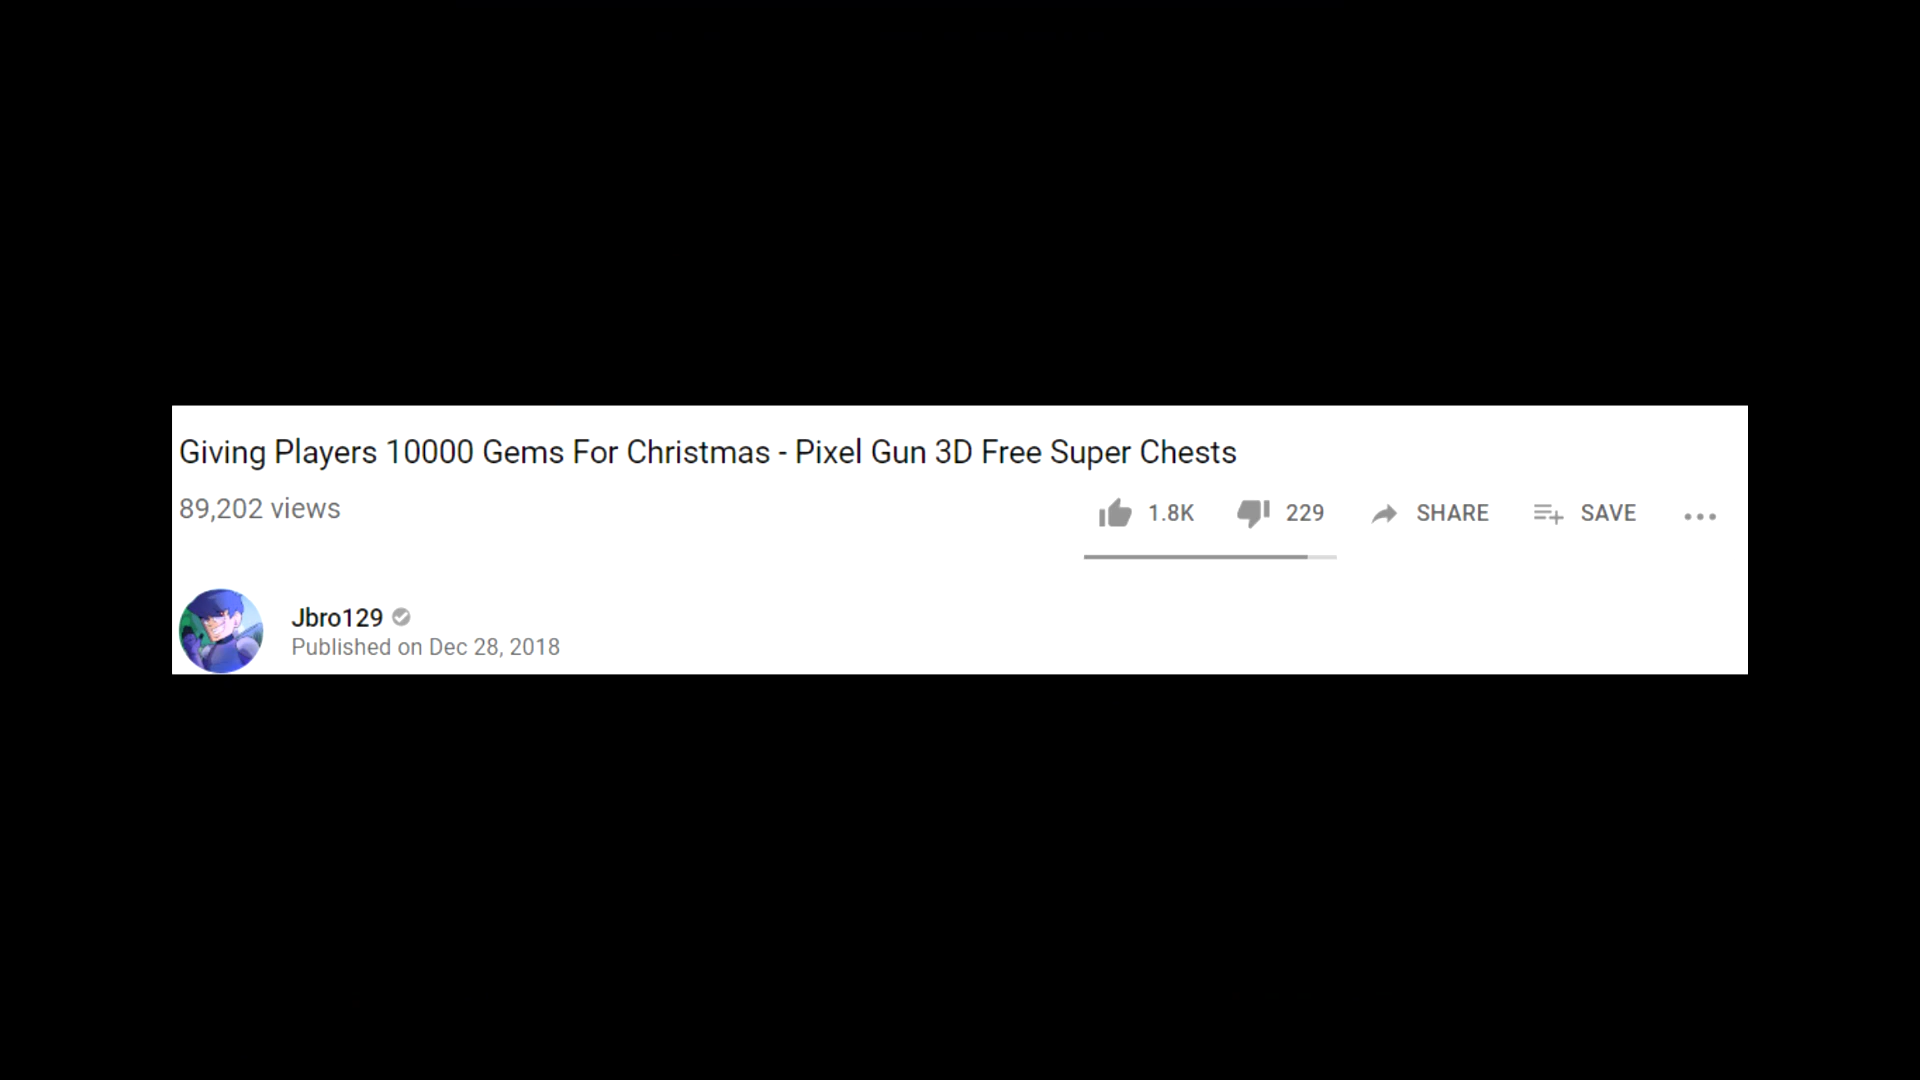 Giving Players 10000 Gems For Christmas - Pixel Gun 3D Free Super Chests
89,202 views
1.8K 229 SHARE SAVE
Jbro129
Published on Dec 28, 2018